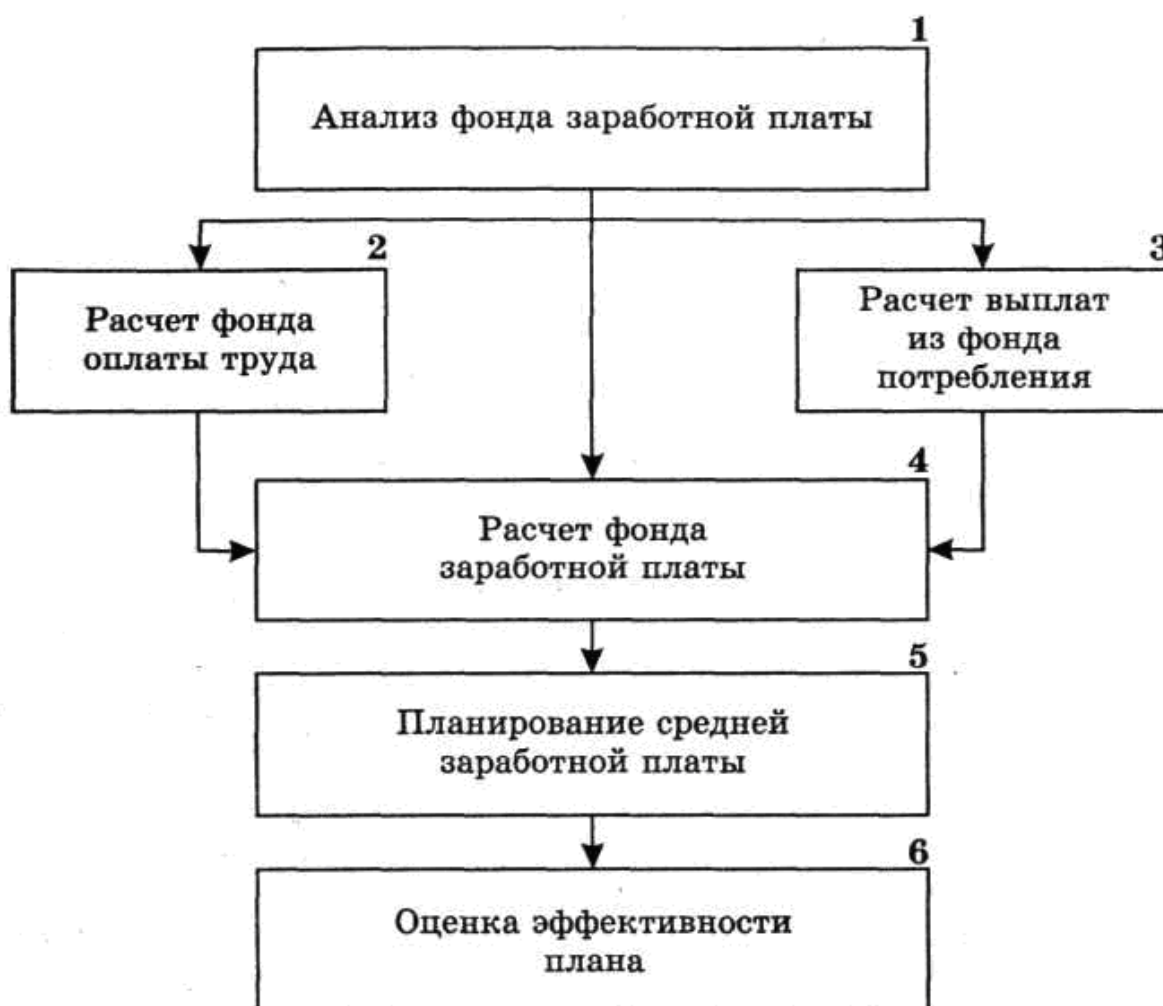 1
Анализ фонда заработной платы
2
Расчет фонда
оплаты труда
3
Расчет выплат
из фонда
потребления
4
Расчет фонда
заработной платы
5
Планирование средней
заработной платы
6
Оценка эффективности
плана